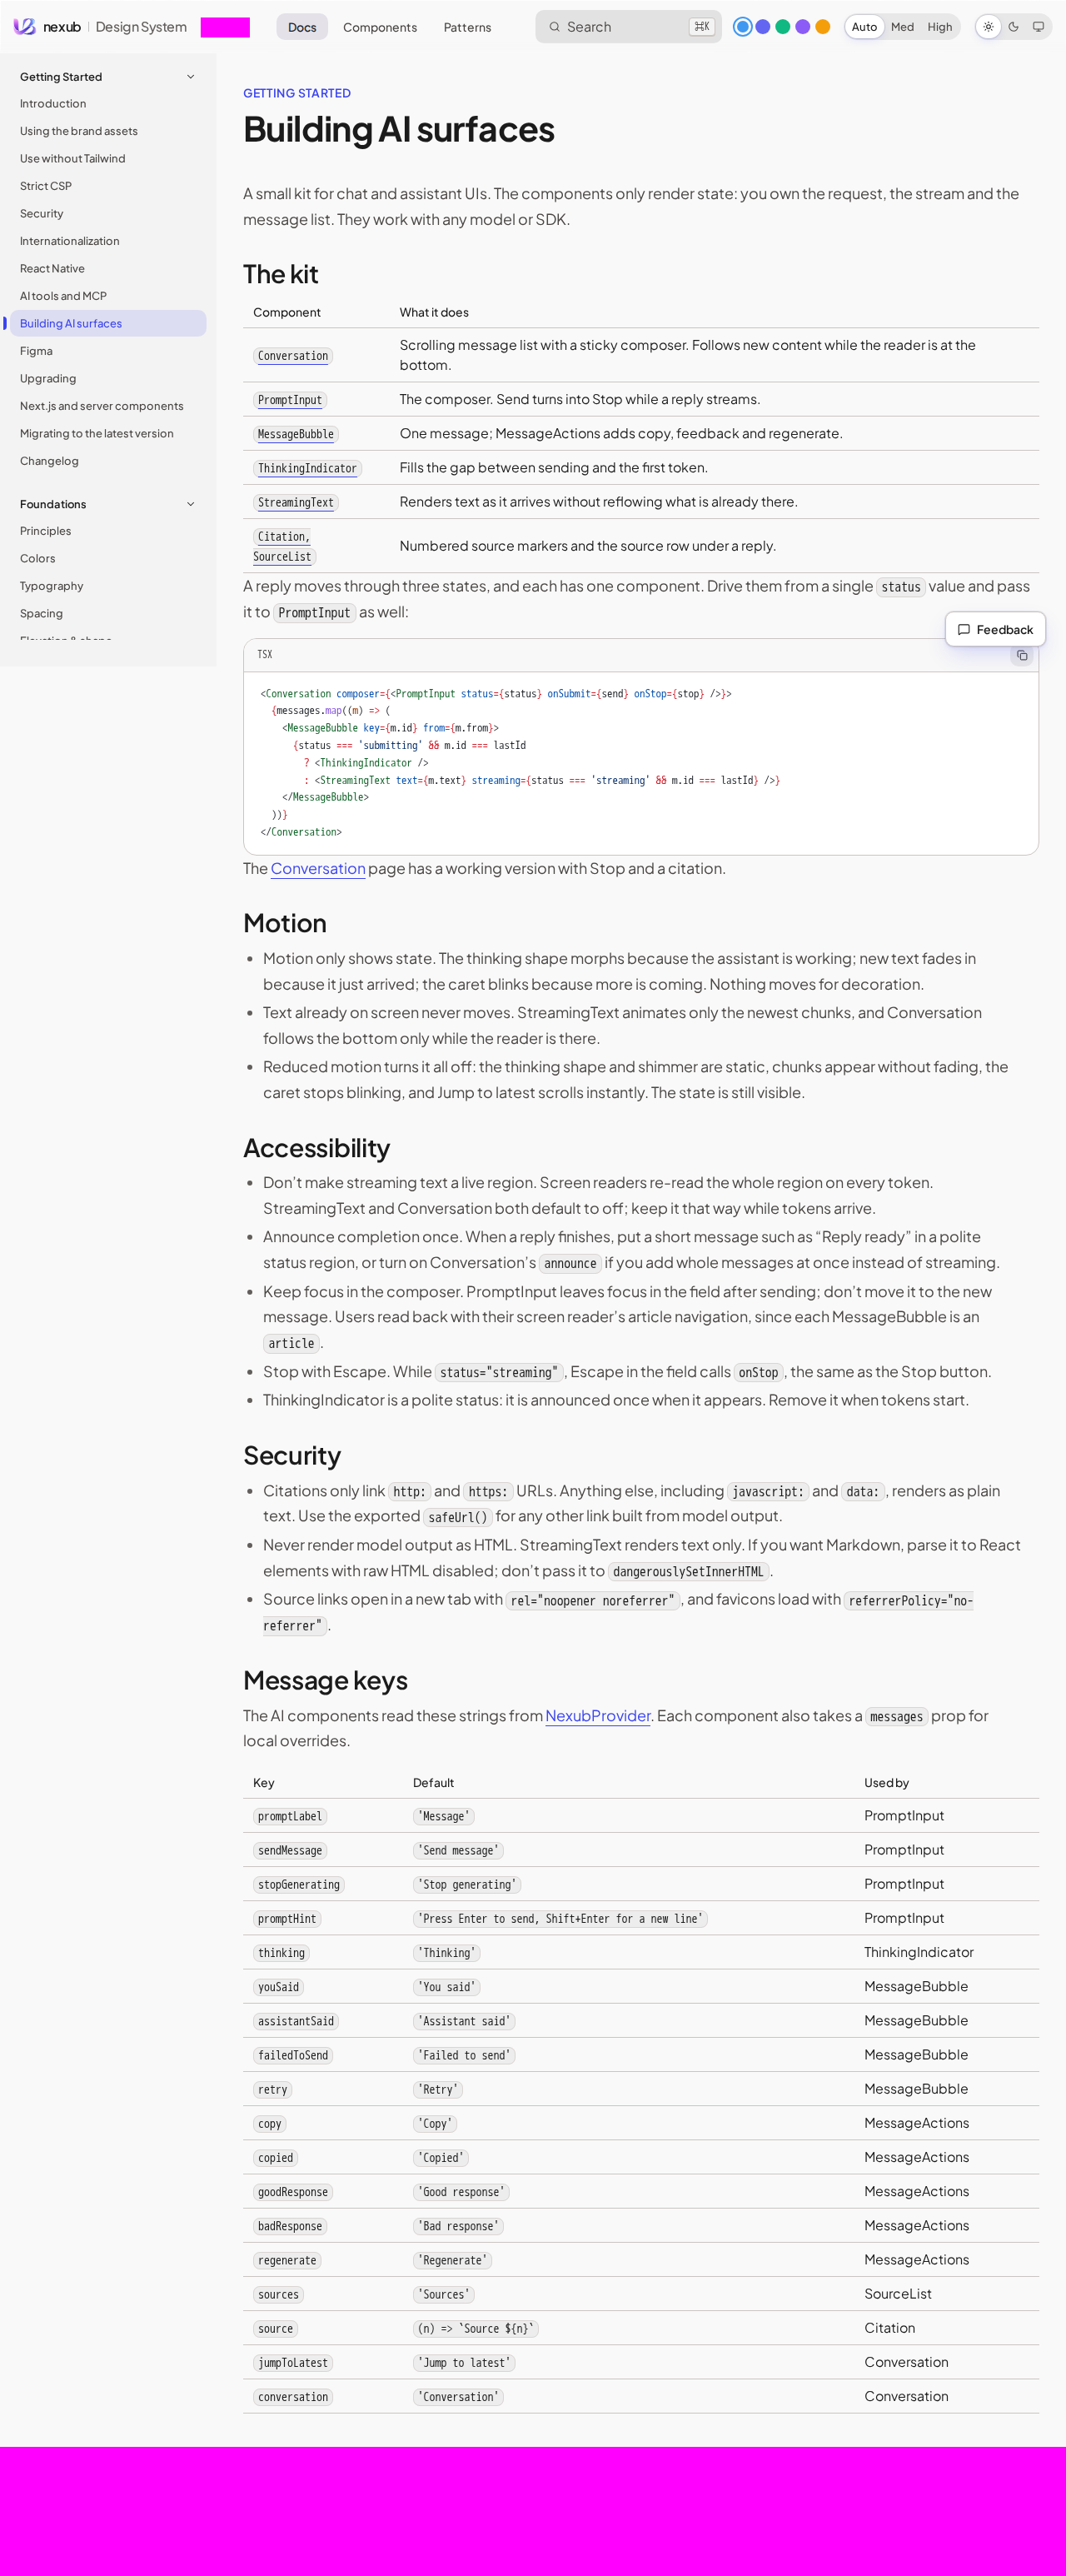 nexub | Design System
Docs
Components
Patterns
Search
⌘K
Auto
Med
High
Getting Started
Introduction
Using the brand assets
Use without Tailwind
Strict CSP
Security
Internationalization
React Native
AI tools and MCP
Building AI surfaces
Figma
Upgrading
Next.js and server components
Migrating to the latest version
Changelog
Foundations
Principles
Colors
Typography
Spacing
GETTING STARTED
Building AI surfaces
A small kit for chat and assistant UIs. The components only render state: you own the request, the stream and the
message list. They work with any model or SDK.
The kit
Component What it does
Conversation Scrolling message list with a sticky composer. Follows new content while the reader is at the
bottom.
PromptInput The composer. Send turns into Stop while a reply streams.
MessageBubble One message; MessageActions adds copy, feedback and regenerate.
ThinkingIndicator Fills the gap between sending and the first token.
StreamingText Renders text as it arrives without reflowing what is already there.
Citation,
SourceList Numbered source markers and the source row under a reply.
A reply moves through three states, and each has one component. Drive them from a single status value and pass
it to PromptInput as well:
Feedback
TSX
<Conversation composer={<PromptInput status={status} onSubmit={send} onStop={stop} />}>
{messages.map((m) => (
<MessageBubble key={m.id} from={m.from}>
{status === 'submitting' && m.id === lastId
? <ThinkingIndicator />
: <StreamingText text={m.text} streaming={status === 'streaming' && m.id === lastId} />}
</MessageBubble>
))}
</Conversation>
The Conversation page has a working version with Stop and a citation.
Motion
• Motion only shows state. The thinking shape morphs because the assistant is working; new text fades in
because it just arrived; the caret blinks because more is coming. Nothing moves for decoration.
• Text already on screen never moves. StreamingText animates only the newest chunks, and Conversation
follows the bottom only while the reader is there.
• Reduced motion turns it all off: the thinking shape and shimmer are static, chunks appear without fading, the
caret stops blinking, and Jump to latest scrolls instantly. The state is still visible.
Accessibility
• Don't make streaming text a live region. Screen readers re-read the whole region on every token.
StreamingText and Conversation both default to off; keep it that way while tokens arrive.
• Announce completion once. When a reply finishes, put a short message such as “Reply ready” in a polite
status region, or turn on Conversation's announce if you add whole messages at once instead of streaming.
• Keep focus in the composer. PromptInput leaves focus in the field after sending; don't move it to the new
message. Users read back with their screen reader's article navigation, since each MessageBubble is an
article.
• Stop with Escape. While status="streaming", Escape in the field calls onStop, the same as the Stop button.
• ThinkingIndicator is a polite status: it is announced once when it appears. Remove it when tokens start.
Security
• Citations only link http: and https: URLs. Anything else, including javascript: and data:, renders as plain
text. Use the exported safeUrl() for any other link built from model output.
• Never render model output as HTML. StreamingText renders text only. If you want Markdown, parse it to React
elements with raw HTML disabled; don't pass it to dangerouslySetInnerHTML.
• Source links open in a new tab with rel="noopener noreferrer", and favicons load with referrerPolicy="no-
referrer".
Message keys
The AI components read these strings from NexubProvider. Each component also takes a messages prop for
local overrides.
Key Default Used by
promptLabel 'Message' PromptInput
sendMessage 'Send message' PromptInput
stopGenerating 'Stop generating' PromptInput
promptHint 'Press Enter to send, Shift+Enter for a new line' PromptInput
thinking 'Thinking' ThinkingIndicator
youSaid 'You said' MessageBubble
assistantSaid 'Assistant said' MessageBubble
failedToSend 'Failed to send' MessageBubble
retry 'Retry' MessageBubble
copy 'Copy' MessageActions
copied 'Copied' MessageActions
goodResponse 'Good response' MessageActions
badResponse 'Bad response' MessageActions
regenerate 'Regenerate' MessageActions
sources 'Sources' SourceList
source (n) => `Source ${n}` Citation
jumpToLatest 'Jump to latest' Conversation
conversation 'Conversation' Conversation